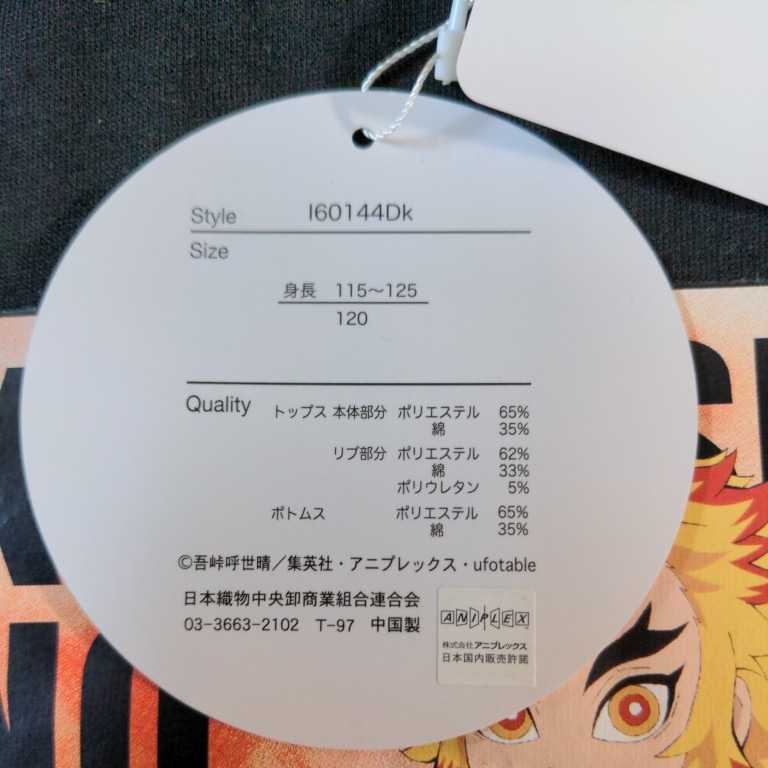 Style I60144Dk
Size
身長 115～125
120
Quality トップス 本体部分 ポリエステル 65%
綿 35%
リブ部分 ポリエステル 62%
綿 33%
ポリウレタン 5%
ボトムス ポリエステル 65%
綿 35%
©吾峠呼世晴／集英社・アニプレックス・ufotable
日本織物中央卸商業組合連合会
03-3663-2102 T-97 中国製
ANIPLEX
株式会社アニプレックス
日本国内販売許諾